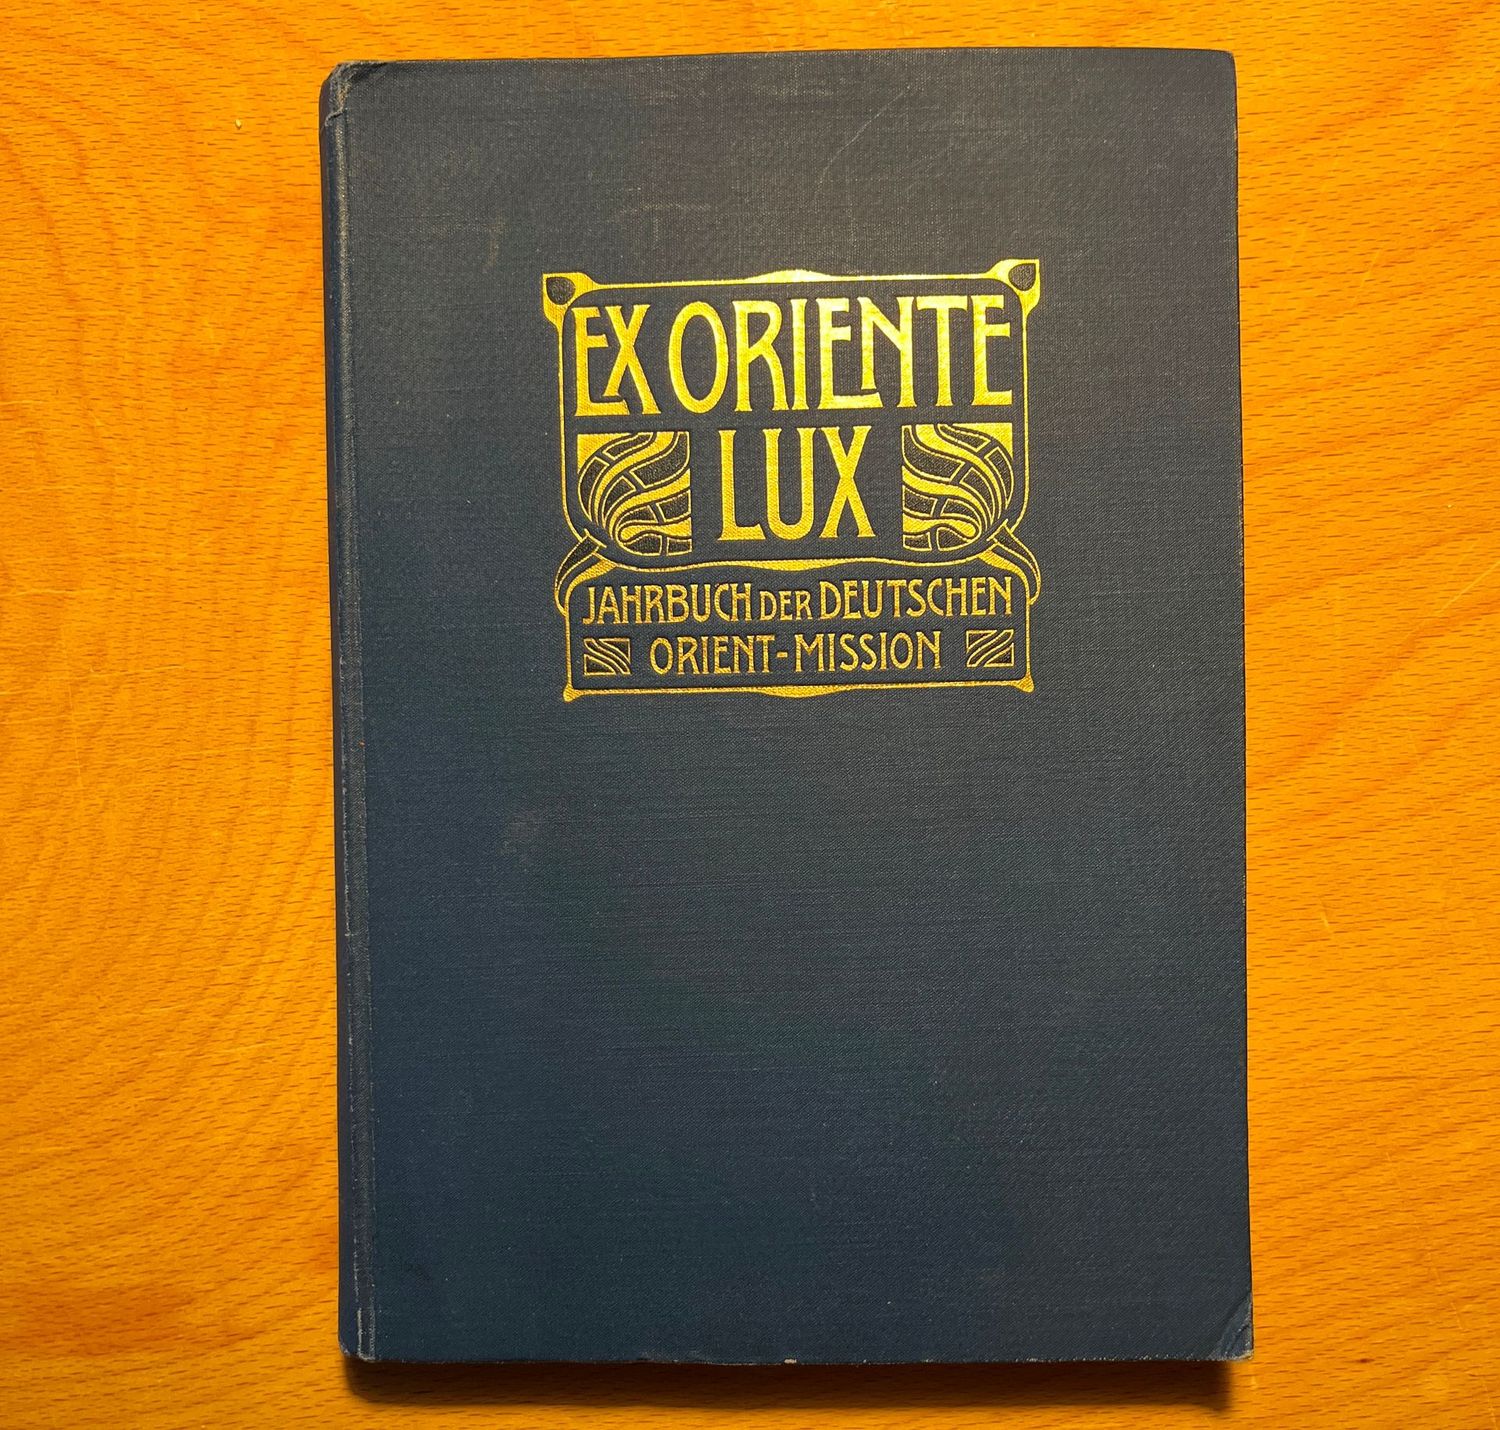 EX ORIENTE
LUX
JAHRBUCH DER DEUTSCHEN
ORIENT-MISSION